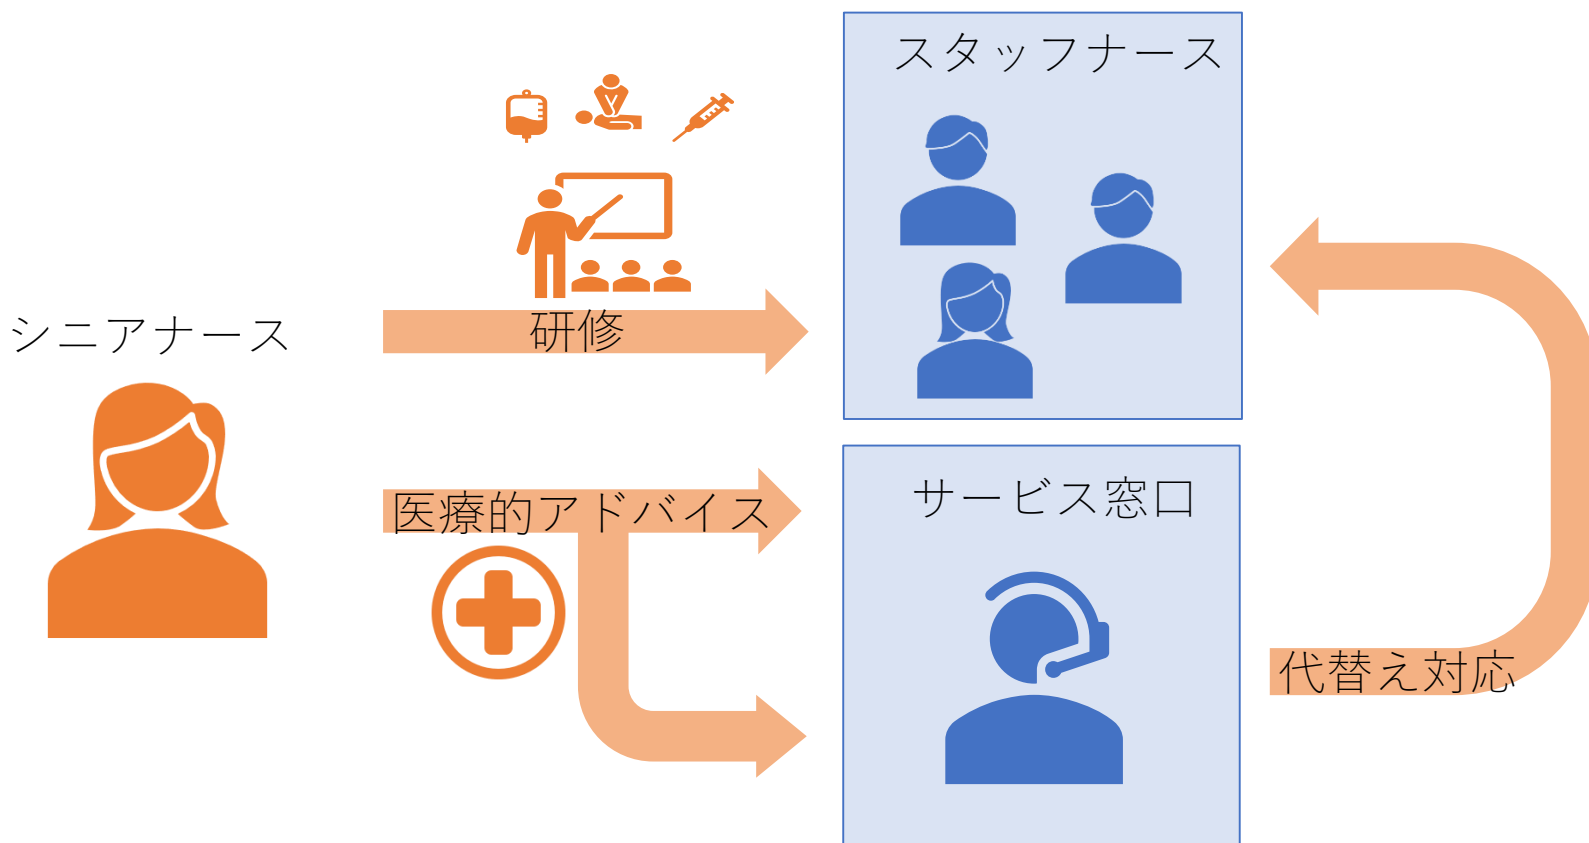 スタッフナース
シニアナース
研修
医療的アドバイス
サービス窓口
代替え対応